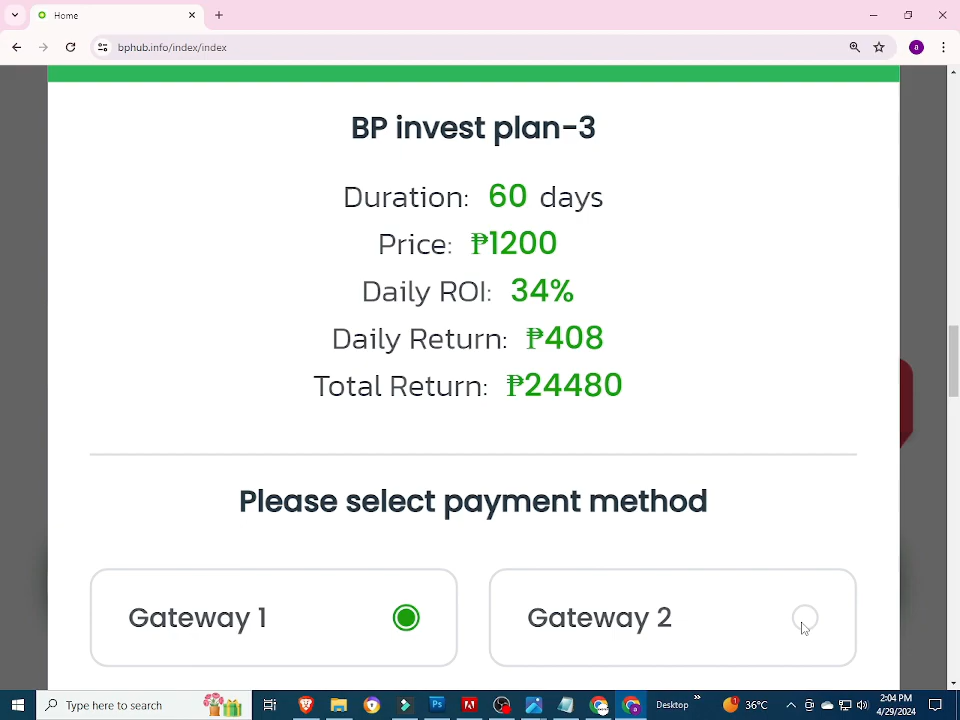 Home
bphub.info/index/index
a
BP invest plan-3
Duration: 60 days
Price: ₱1200
Daily ROI: 34%
Daily Return: ₱408
Total Return: ₱24480
Please select payment method
Gateway 1
Gateway 2
Type here to search
Ps
Desktop
36°C
2:04 PM
4/29/2024